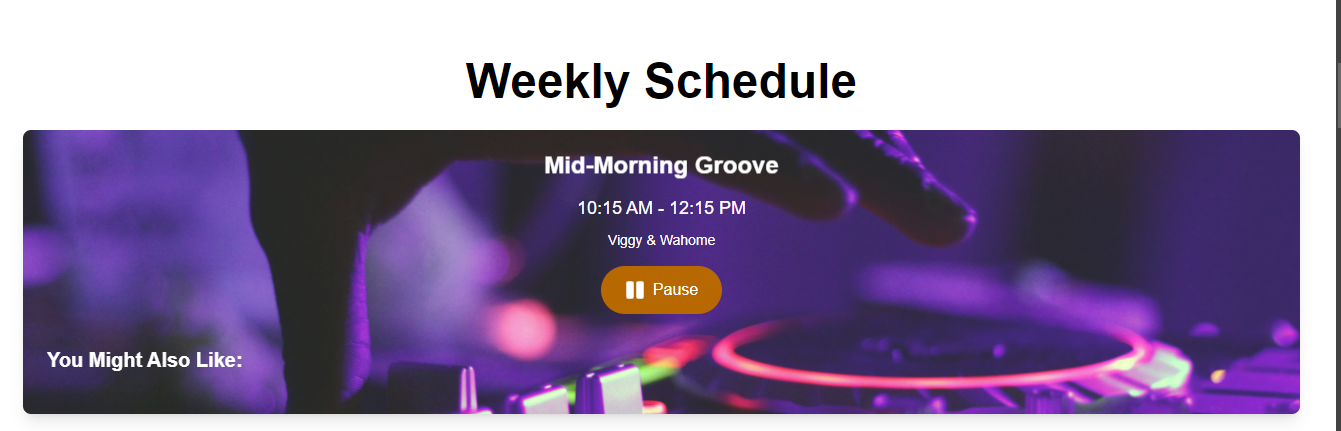 Weekly Schedule
Mid-Morning Groove
10:15 AM - 12:15 PM
Viggy & Wahome
Pause
You Might Also Like: